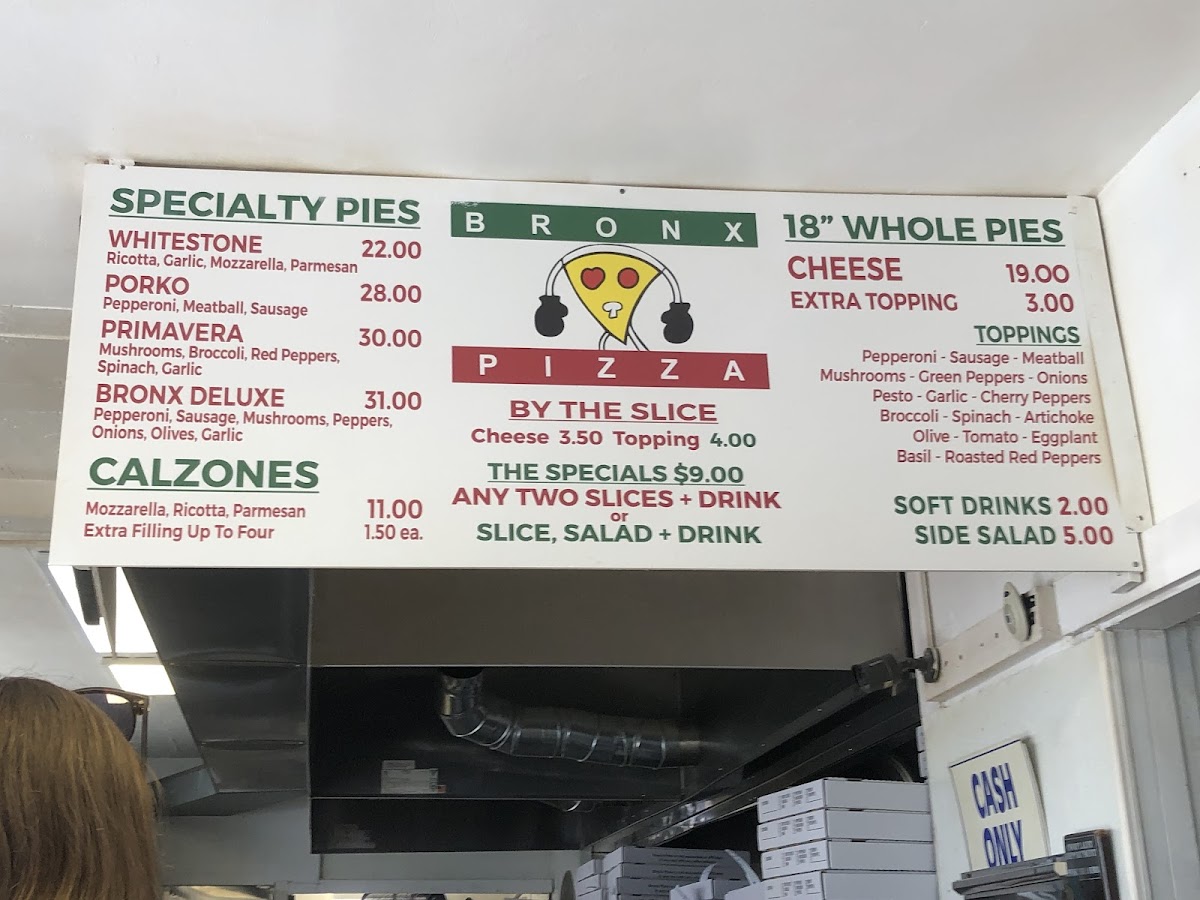 SPECIALTY PIES
WHITESTONE 22.00
Ricotta, Garlic, Mozzarella, Parmesan
PORKO 28.00
Pepperoni, Meatball, Sausage
PRIMAVERA 30.00
Mushrooms, Broccoli, Red Peppers,
Spinach, Garlic
BRONX DELUXE 31.00
Pepperoni, Sausage, Mushrooms, Peppers,
Onions, Olives, Garlic
CALZONES
Mozzarella, Ricotta, Parmesan 11.00
Extra Filling Up To Four 1.50 ea.
BRONX
PIZZA
BY THE SLICE
Cheese 3.50 Topping 4.00
THE SPECIALS $9.00
ANY TWO SLICES + DRINK
or
SLICE, SALAD + DRINK
18” WHOLE PIES
CHEESE 19.00
EXTRA TOPPING 3.00
TOPPINGS
Pepperoni - Sausage - Meatball
Mushrooms - Green Peppers - Onions
Pesto - Garlic - Cherry Peppers
Broccoli - Spinach - Artichoke
Olive - Tomato - Eggplant
Basil - Roasted Red Peppers
SOFT DRINKS 2.00
SIDE SALAD 5.00
CASH
ONLY